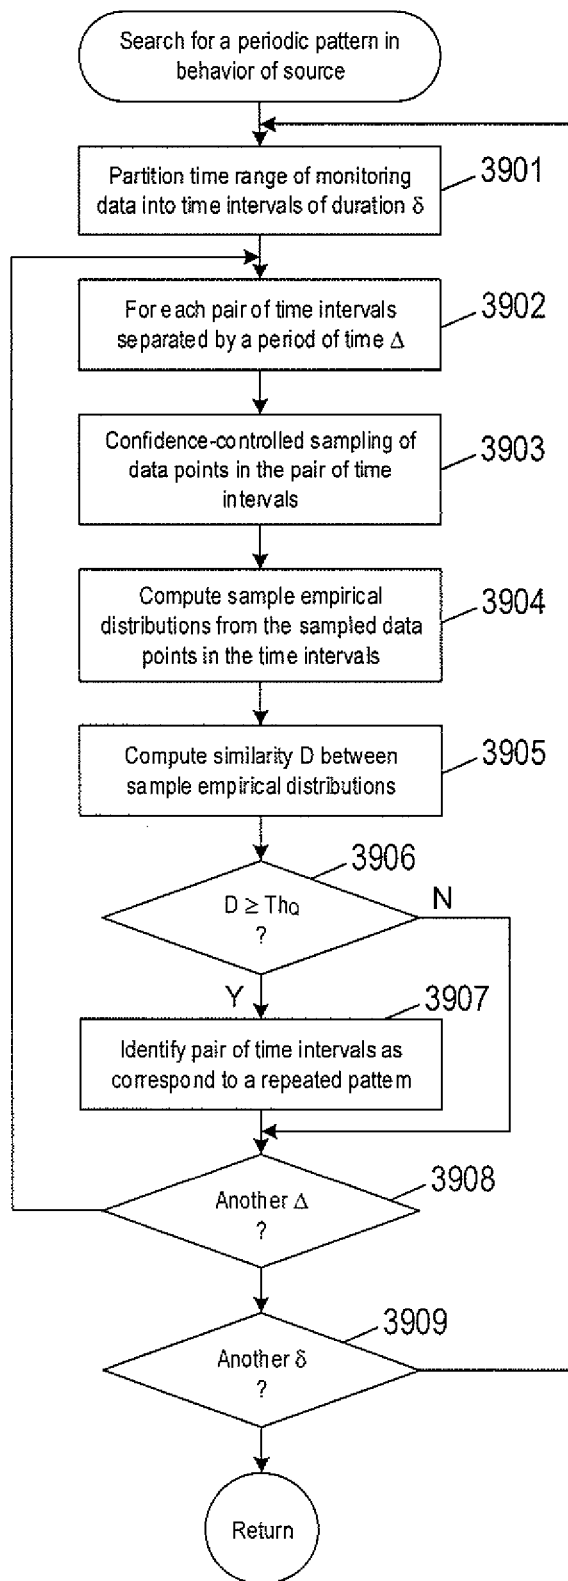 Search for a periodic pattern in
behavior of source
Partition time range of monitoring
data into time intervals of duration δ
3901
For each pair of time intervals
separated by a period of time Δ
3902
Confidence-controlled sampling of
data points in the pair of time
intervals
3903
Compute sample empirical
distributions from the sampled data
points in the time intervals
3904
Compute similarity D between
sample empirical distributions
3905
3906
D ≥ ThQ
?
N
Y
3907
Identify pair of time intervals as
correspond to a repeated pattern
Another Δ
?
3908
3909
Another δ
?
Return